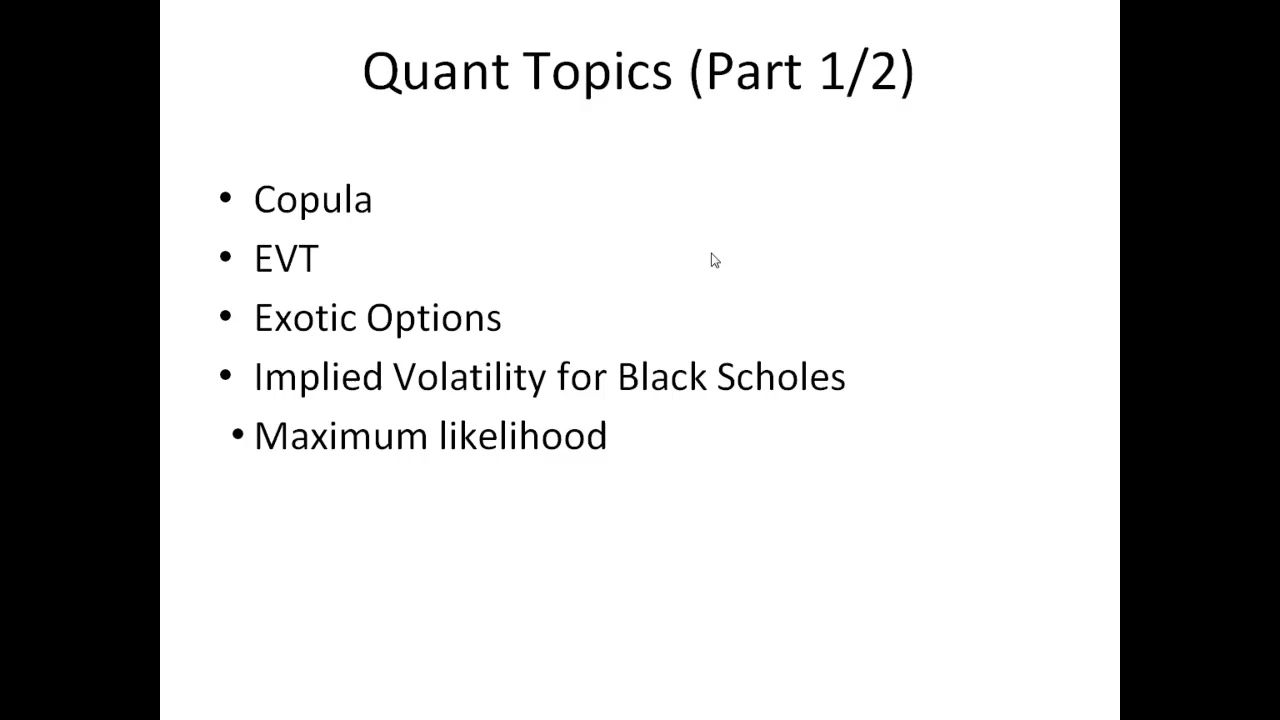 Quant Topics (Part 1/2)
• Copula
• EVT
• Exotic Options
• Implied Volatility for Black Scholes
• Maximum likelihood